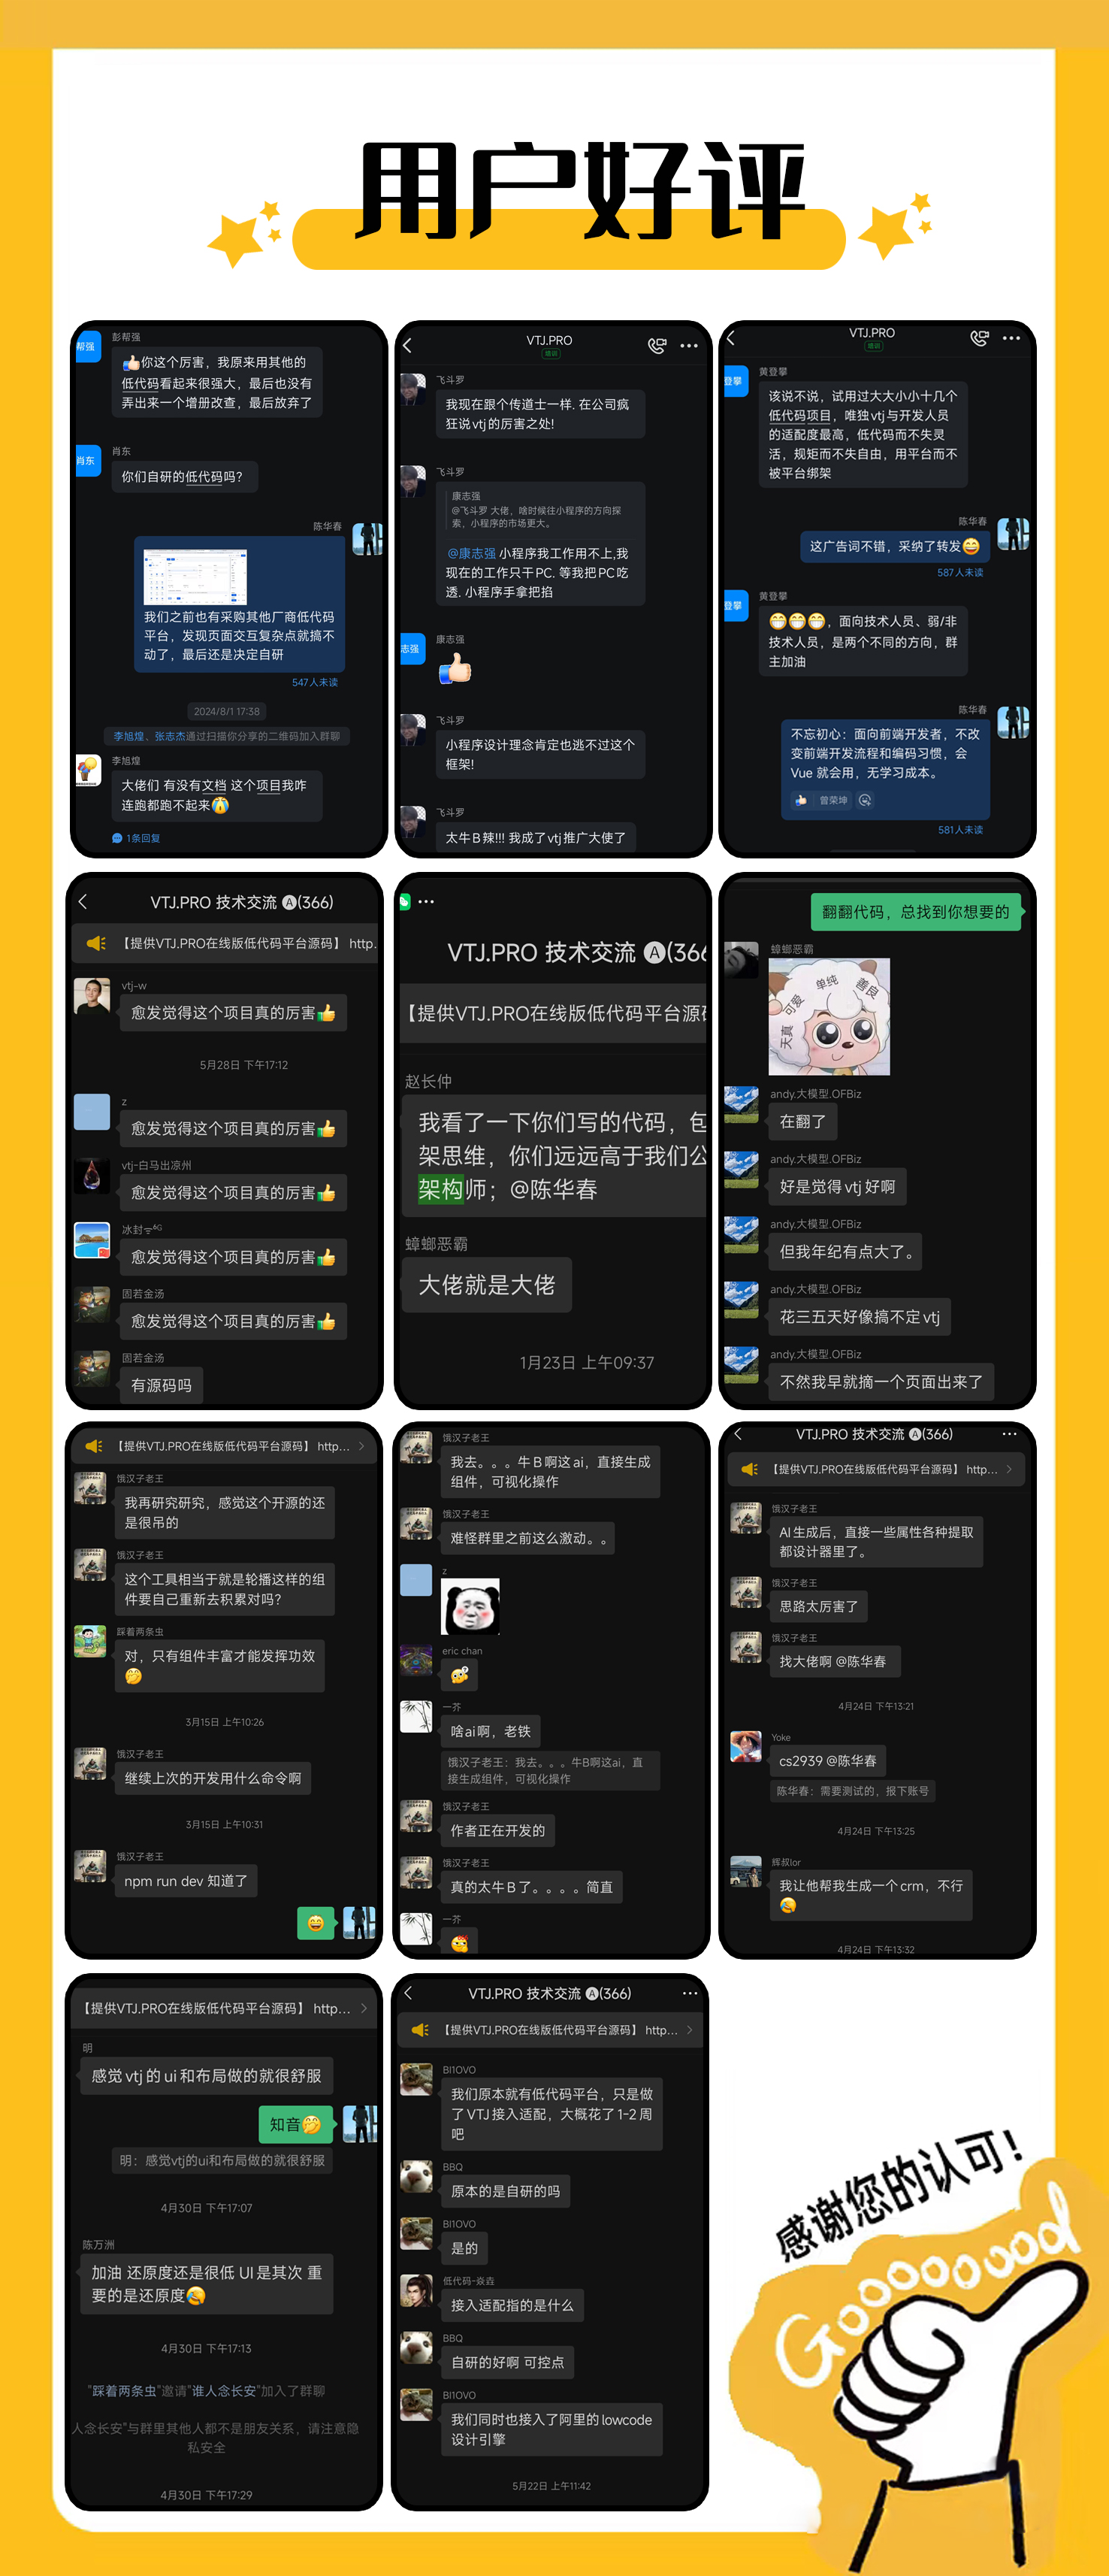 用户好评
帮强
彭帮强
👍你这个厉害，我原来用其他的
低代码看起来很强大，最后也没有
弄出来一个增册改查，最后放弃了
肖东
肖东
你们自研的低代码吗？
陈华春
我们之前也有采购其他厂商低代码
平台，发现页面交互复杂点就搞不
动了，最后还是决定自研
547人未读
2024/8/1 17:38
李旭煌、张志杰通过扫描你分享的二维码加入群聊
李旭煌
大佬们 有没有文档 这个项目我咋
连跑都跑不起来😭
1条回复
VTJ.PRO
培训
飞斗罗
我现在跟个传道士一样. 在公司疯
狂说vtj的厉害之处!
飞斗罗
康志强
@飞斗罗 大佬，啥时候往小程序的方向探
索，小程序的市场更大。
@康志强 小程序我工作用不上,我
现在的工作只干PC. 等我把PC吃
透. 小程序手拿把掐
志强
康志强
👍
飞斗罗
小程序设计理念肯定也逃不过这个
框架!
飞斗罗
太牛B辣!!! 我成了vtj推广大使了
VTJ.PRO
培训
登攀
黄登攀
该说不说，试用过大大小小十几个
低代码项目，唯独vtj与开发人员
的适配度最高，低代码而不失灵
活，规矩而不失自由，用平台而不
被平台绑架
陈华春
这广告词不错，采纳了转发😄
587人未读
登攀
黄登攀
😁😁😁，面向技术人员、弱/非
技术人员，是两个不同的方向，群
主加油
陈华春
不忘初心：面向前端开发者，不改
变前端开发流程和编码习惯，会
Vue 就会用，无学习成本。
👍 曾荣坤
581人未读
VTJ.PRO 技术交流 A(366)
【提供VTJ.PRO在线版低代码平台源码】 http.
vtj-w
愈发觉得这个项目真的厉害👍
5月28日 下午17:12
z
愈发觉得这个项目真的厉害👍
vtj-白马出凉州
愈发觉得这个项目真的厉害👍
冰封6G
愈发觉得这个项目真的厉害👍
固若金汤
愈发觉得这个项目真的厉害👍
固若金汤
有源码吗
VTJ.PRO 技术交流 A(366
【提供VTJ.PRO在线版低代码平台源
赵长仲
我看了一下你们写的代码，包
架思维，你们远远高于我们公
架构师；@陈华春
蟑螂恶霸
大佬就是大佬
1月23日 上午09:37
翻翻代码，总找到你想要的
蟑螂恶霸
天真
可爱
单纯
善良
andy.大模型.OFBiz
在翻了
andy.大模型.OFBiz
好是觉得vtj好啊
andy.大模型.OFBiz
但我年纪有点大了。
andy.大模型.OFBiz
花三五天好像搞不定vtj
andy.大模型.OFBiz
不然我早就摘一个页面出来了
【提供VTJ.PRO在线版低代码平台源码】 http...
饿汉子老王
我再研究研究，感觉这个开源的还
是很吊的
饿汉子老王
这个工具相当于就是轮播这样的组
件要自己重新去积累对吗？
踩着两条虫
对，只有组件丰富才能发挥功效
🤭
3月15日 上午10:26
饿汉子老王
继续上次的开发用什么命令啊
3月15日 上午10:31
饿汉子老王
npm run dev 知道了
😄
饿汉子老王
我去。。。牛B啊这ai，直接生成
组件，可视化操作
饿汉子老王
难怪群里之前这么激动。。
z
eric chan
一芥
啥ai啊，老铁
饿汉子老王：我去。。。牛B啊这ai，直
接生成组件，可视化操作
饿汉子老王
作者正在开发的
饿汉子老王
真的太牛B了。。。。简直
一芥
VTJ.PRO 技术交流 A(366)
【提供VTJ.PRO在线版低代码平台源码】 http...
饿汉子老王
AI生成后，直接一些属性各种提取
都设计器里了。
饿汉子老王
思路太厉害了
饿汉子老王
找大佬啊 @陈华春
4月24日 下午13:21
Yoke
cs2939 @陈华春
陈华春：需要测试的，报下账号
4月24日 下午13:25
辉叔lor
我让他帮我生成一个crm，不行
🤣
4月24日 下午13:32
【提供VTJ.PRO在线版低代码平台源码】 http...
明
感觉vtj的ui和布局做的就很舒服
知音🤭
明：感觉vtj的ui和布局做的就很舒服
4月30日 下午17:07
陈万洲
加油 还原度还是很低 UI是其次 重
要的是还原度🤣
4月30日 下午17:13
"踩着两条虫"邀请"谁人念长安"加入了群聊
人念长安"与群里其他人都不是朋友关系，请注意隐
私安全
4月30日 下午17:29
VTJ.PRO 技术交流 A(366)
【提供VTJ.PRO在线版低代码平台源码】 http...
BI1OVO
我们原本就有低代码平台，只是做
了VTJ接入适配，大概花了1-2周
吧
BBQ
原本的是自研的吗
BI1OVO
是的
低代码-焱垚
接入适配指的是什么
BBQ
自研的好啊 可控点
BI1OVO
我们同时也接入了阿里的lowcode
设计引擎
5月22日 上午11:42
感谢您的认可！
Goooooood